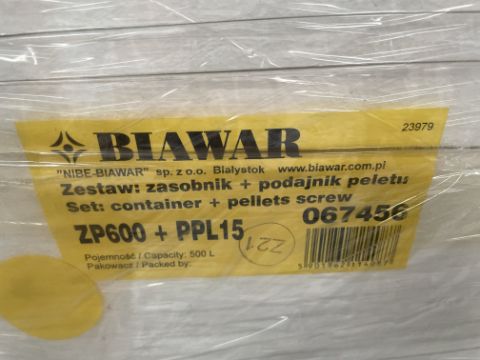 23979
BIAWAR
"NIBE-BIAWAR" sp. z o.o. Białystok www.biawar.com.pl
Zestaw: zasobnik + podajnik peletu
Set: container + pellets screw
067456
ZP600 + PPL15
Z21
Pojemność / Capacity: 500 L
Pakowacz / Packed by: